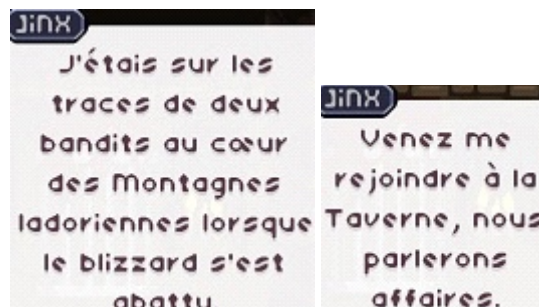 Jinx
J'étais sur les
traces de deux
bandits au cœur
des Montagnes
ladoriennes lorsque
le blizzard s'est
abattu
Jinx
Venez me
rejoindre à la
Taverne, nous
parlerons
affaires.